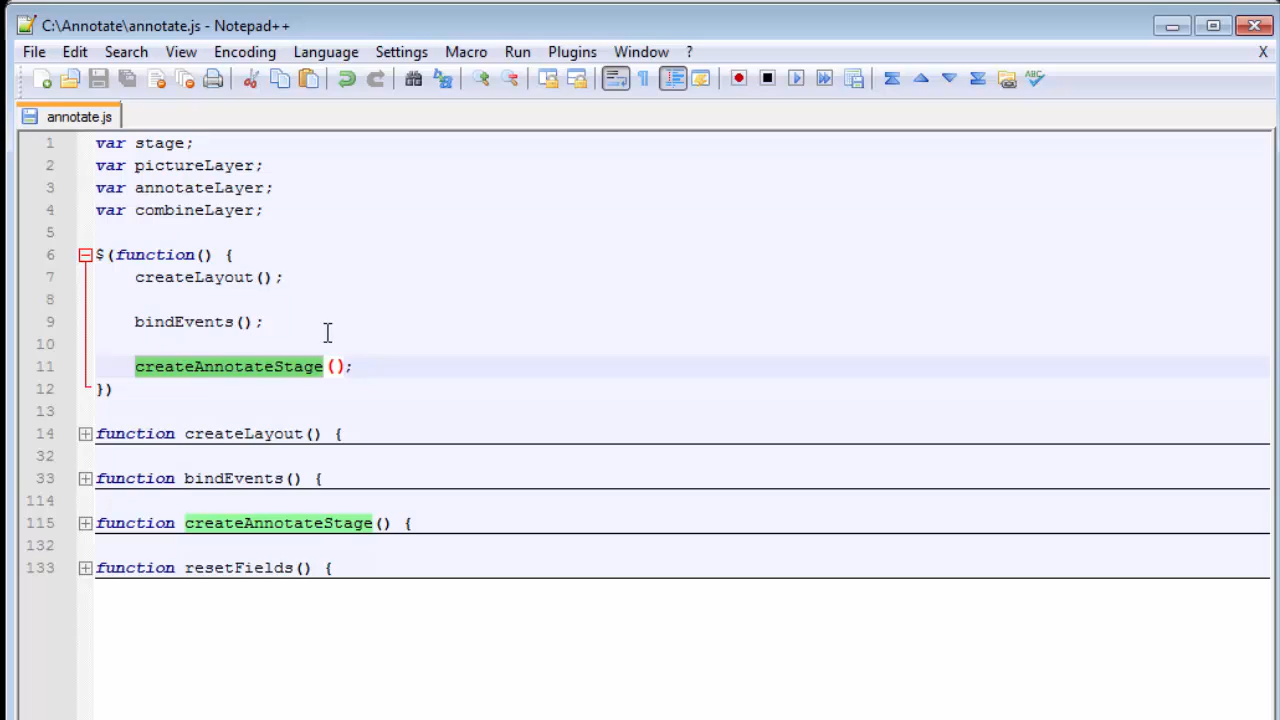 C:\Annotate\annotate.js - Notepad++
File Edit Search View Encoding Language Settings Macro Run Plugins Window ? X
annotate.js
1 var stage;
2 var pictureLayer;
3 var annotateLayer;
4 var combineLayer;
5
6 $(function() {
7 createLayout();
8
9 bindEvents();
10
11 createAnnotateStage();
12 })
13
14 function createLayout() {
32
33 function bindEvents() {
114
115 function createAnnotateStage() {
132
133 function resetFields() {